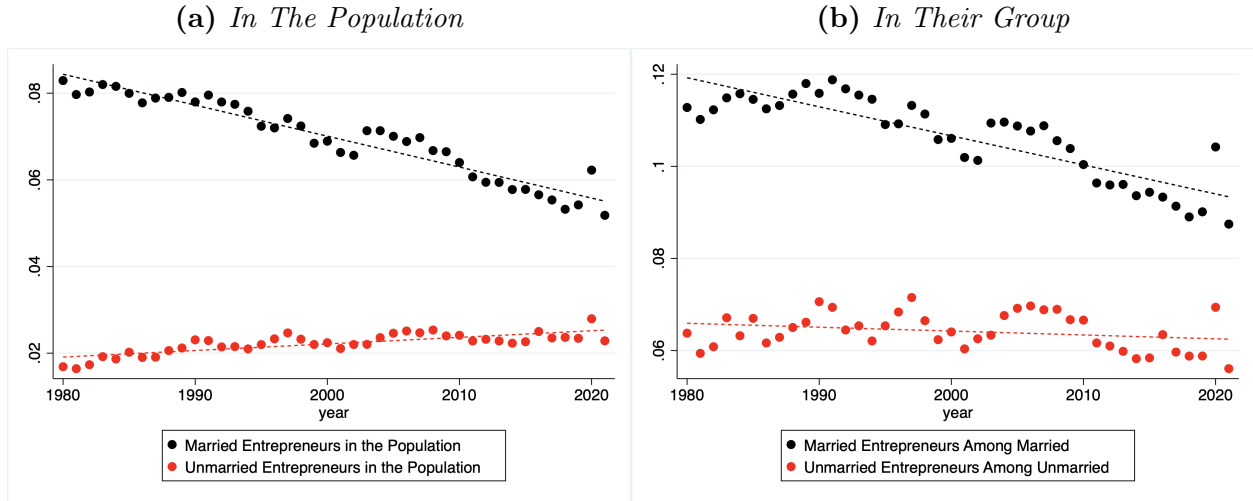 (a) In The Population
.08
.06
.04
.02
1980
1990
2000
2010
2020
year
Married Entrepreneurs in the Population
Unmarried Entrepreneurs in the Population
(b) In Their Group
.12
.1
.08
.06
1980
1990
2000
2010
2020
year
Married Entrepreneurs Among Married
Unmarried Entrepreneurs Among Unmarried